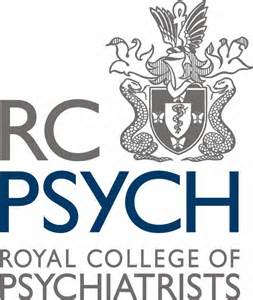 RC
PSYCH
ROYAL COLLEGE OF
PSYCHIATRISTS